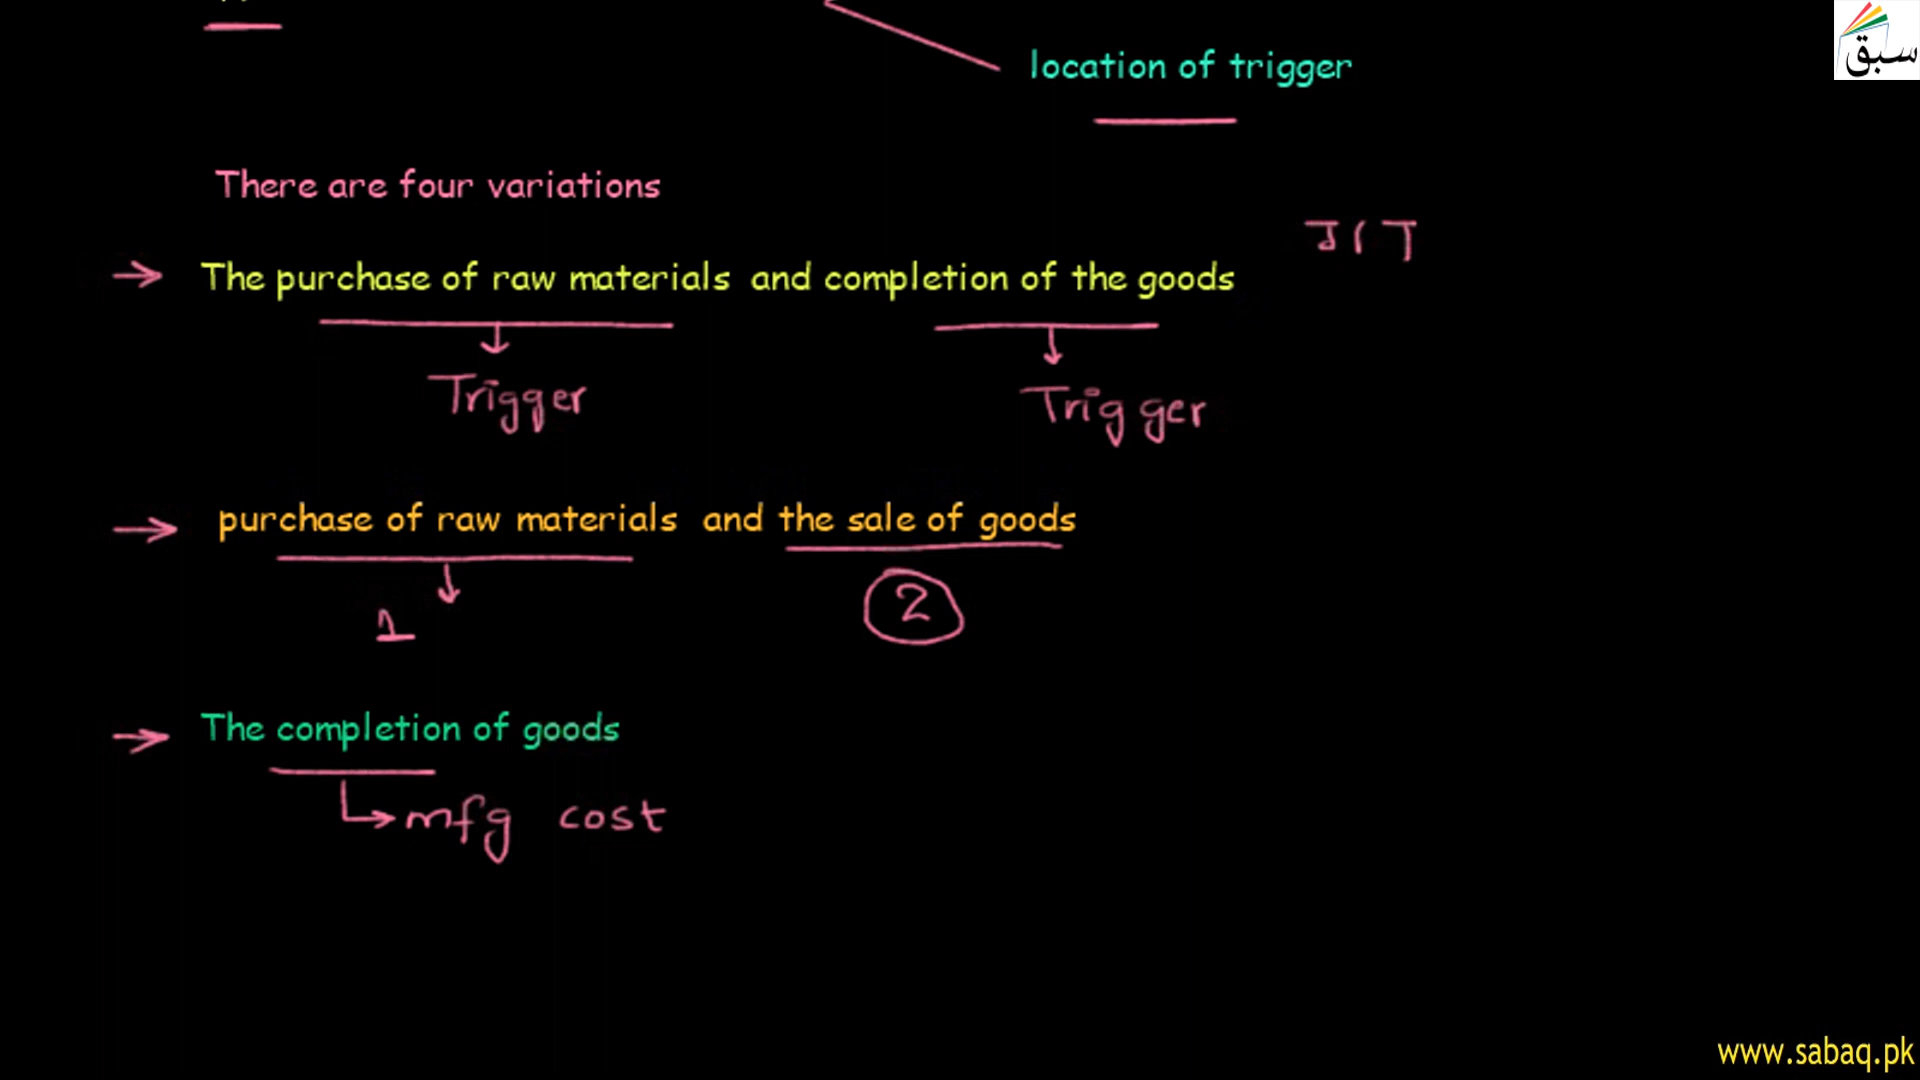 سبق
location of trigger
There are four variations
JIT
The purchase of raw materials and completion of the goods
Trigger Trigger
purchase of raw materials and the sale of goods
1 2
The completion of goods
mfg cost
www.sabaq.pk